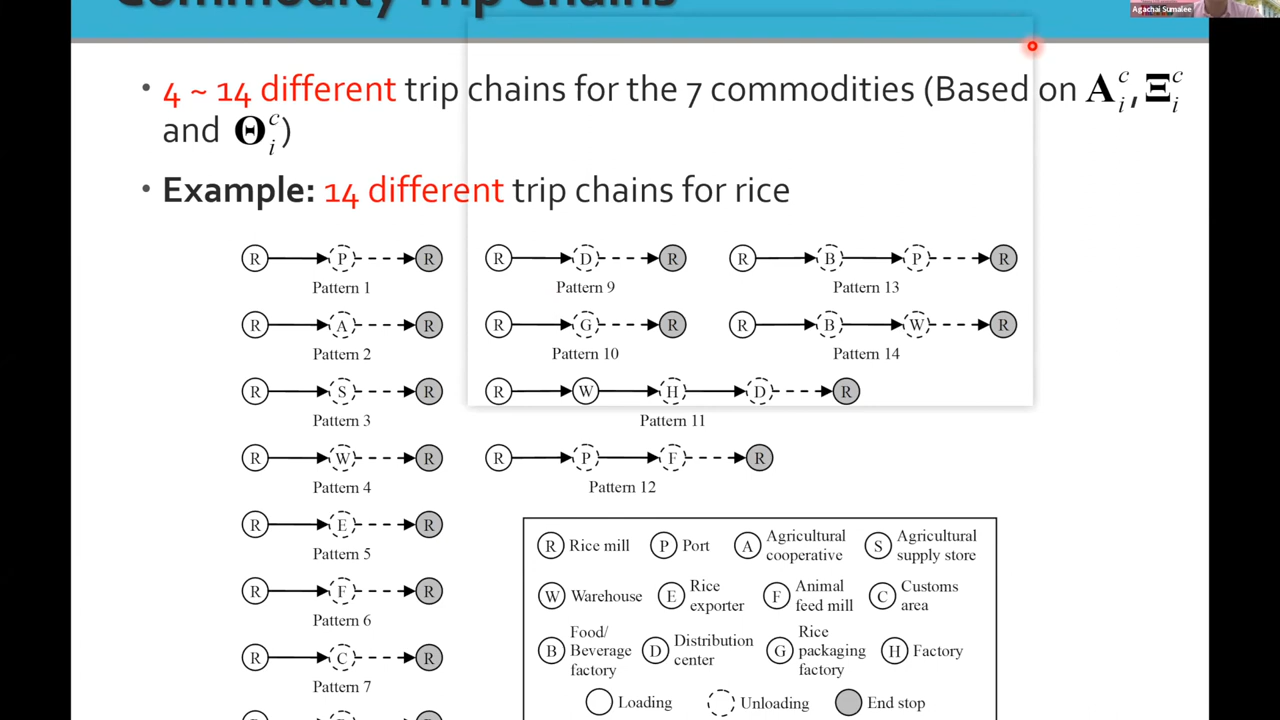 Commodity Trip Chains
Agachai Sumalee
• 4 ~ 14 different trip chains for the 7 commodities (Based on A_i^c, Ξ_i^c
and Θ_i^c)
• Example: 14 different trip chains for rice
R P R
Pattern 1
R D R
Pattern 9
R B P R
Pattern 13
R A R
Pattern 2
R G R
Pattern 10
R B W R
Pattern 14
R S R
Pattern 3
R W H D R
Pattern 11
R W R
Pattern 4
R P F R
Pattern 12
R E R
Pattern 5
R F R
Pattern 6
R C R
Pattern 7
R Rice mill P Port A Agricultural cooperative S Agricultural supply store
W Warehouse E Rice exporter F Animal feed mill C Customs area
B Food/ Beverage factory D Distribution center G Rice packaging factory H Factory
Loading Unloading End stop